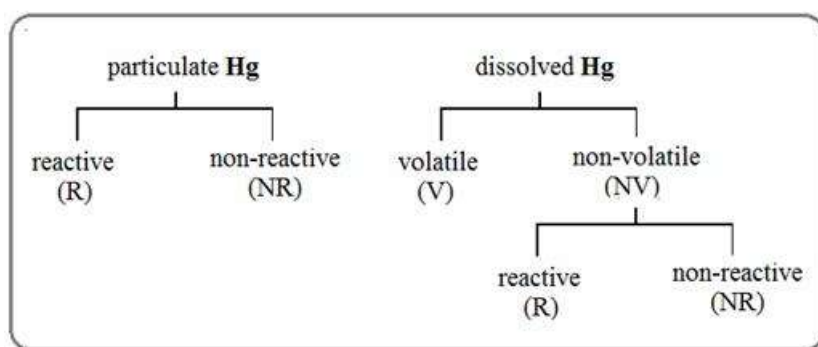 particulate Hg
dissolved Hg
reactive
(R)
non-reactive
(NR)
volatile
(V)
non-volatile
(NV)
reactive
(R)
non-reactive
(NR)